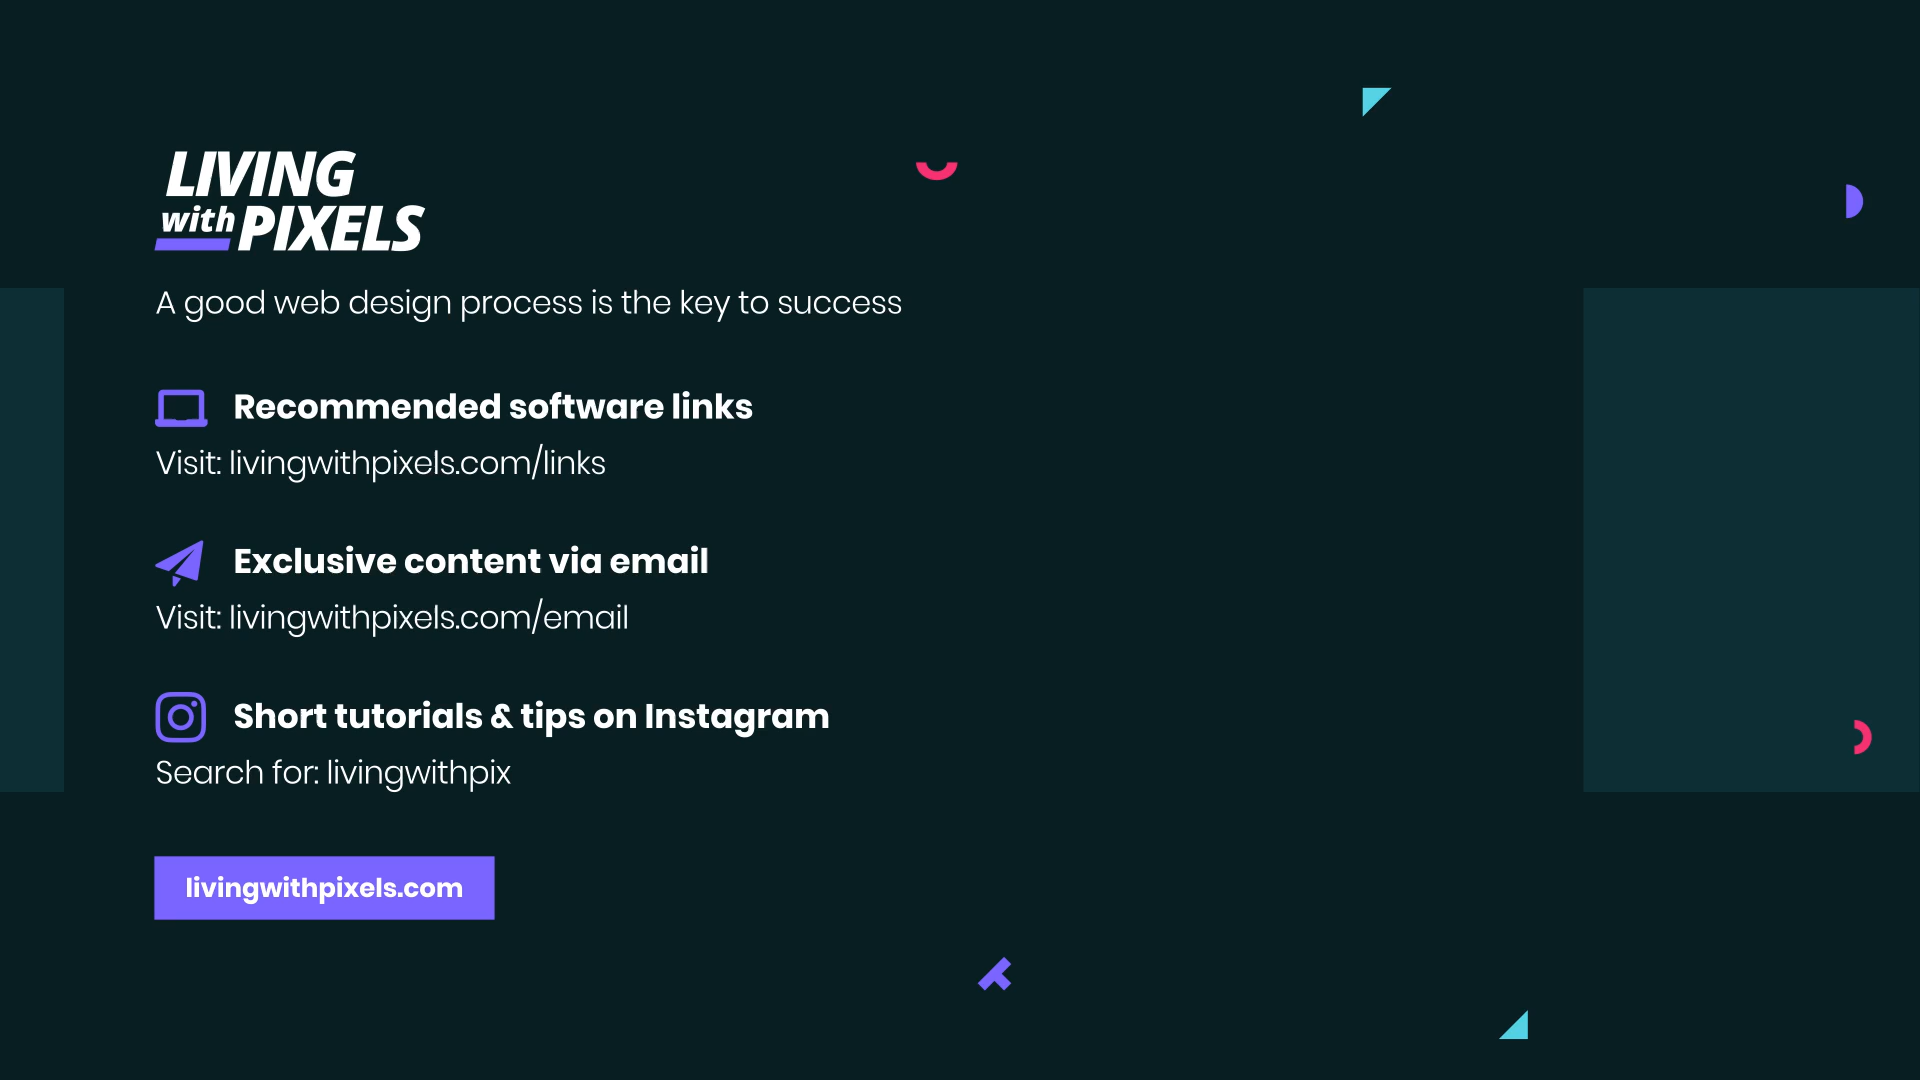 LIVING
with PIXELS
A good web design process is the key to success
Recommended software links
Visit: livingwithpixels.com/links
Exclusive content via email
Visit: livingwithpixels.com/email
Short tutorials & tips on Instagram
Search for: livingwithpix
livingwithpixels.com